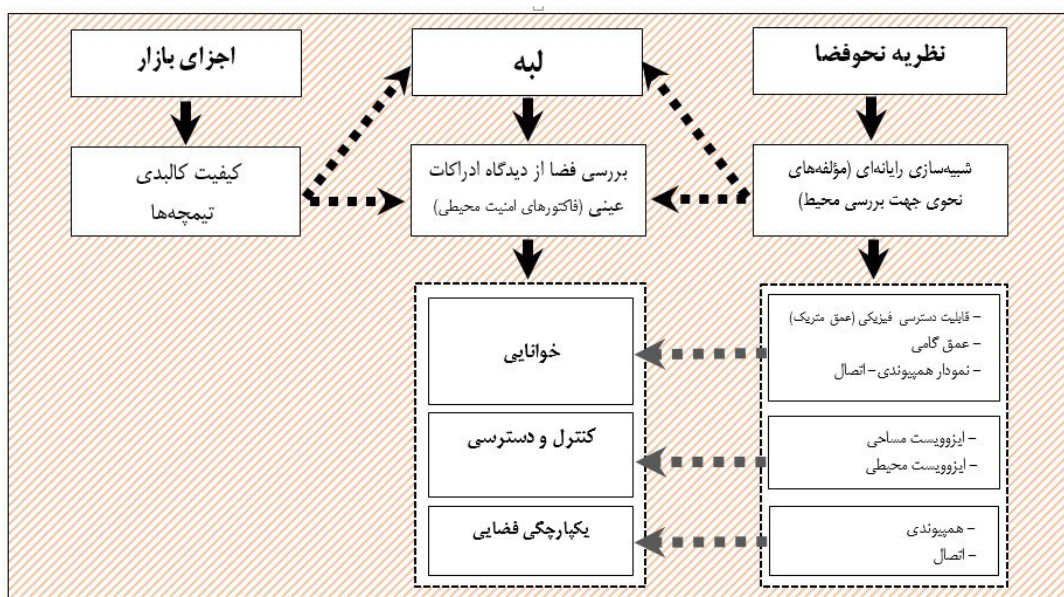 نظریه نحوفضا
لبه
اجزای بازار
شبیه‌سازی رایانه‌ای (مؤلفه‌های
نحوی جهت بررسی محیط)
بررسی فضا از دیدگاه ادراکات
عینی (فاکتورهای امنیت محیطی)
کیفیت کالبدی
تیمچه‌ها
- قابلیت دسترسی فیزیکی (عمق متریک)
- عمق گامی
- نمودار همپیوندی- اتصال
خوانایی
- ایزوویست مساحی
- ایزوویست محیطی
کنترل و دسترسی
- همپیوندی
- اتصال
یکپارچگی فضایی